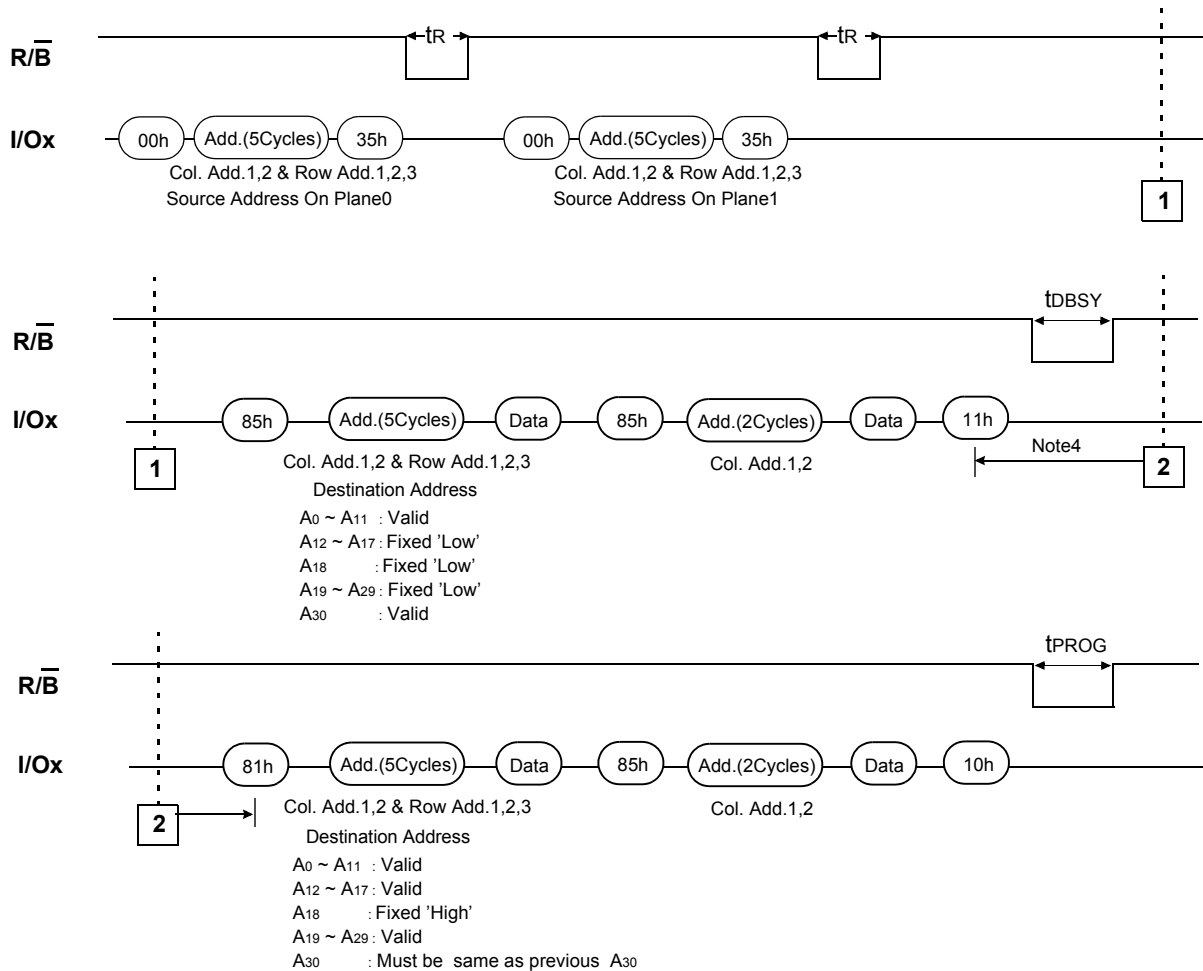 tR tR
R/B̅
I/Ox 00h Add.(5Cycles) 35h 00h Add.(5Cycles) 35h
Col. Add.1,2 & Row Add.1,2,3 Col. Add.1,2 & Row Add.1,2,3
Source Address On Plane0 Source Address On Plane1
1
tDBSY
R/B̅
I/Ox 85h Add.(5Cycles) Data 85h Add.(2Cycles) Data 11h
Note4
1 Col. Add.1,2 & Row Add.1,2,3 Col. Add.1,2 2
Destination Address
A0 ~ A11 : Valid
A12 ~ A17 : Fixed 'Low'
A18 : Fixed 'Low'
A19 ~ A29 : Fixed 'Low'
A30 : Valid
tPROG
R/B̅
I/Ox 81h Add.(5Cycles) Data 85h Add.(2Cycles) Data 10h
2 Col. Add.1,2 & Row Add.1,2,3 Col. Add.1,2
Destination Address
A0 ~ A11 : Valid
A12 ~ A17 : Valid
A18 : Fixed 'High'
A19 ~ A29 : Valid
A30 : Must be same as previous A30